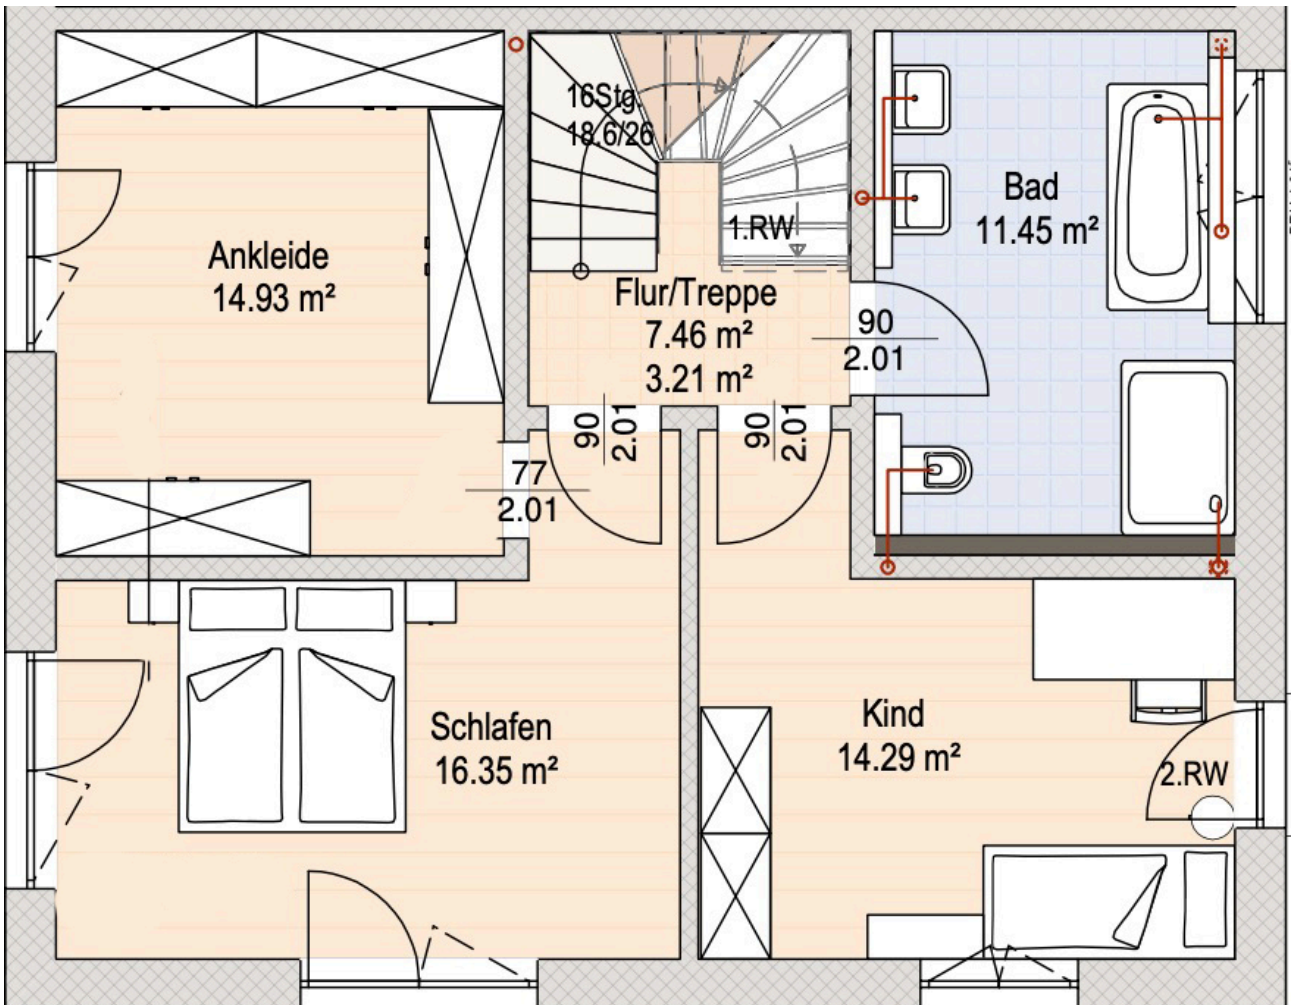 16Stg.
18.6/26
1.RW
Bad
11.45 m²
Ankleide
14.93 m²
Flur/Treppe
7.46 m²
3.21 m²
90
2.01
90
2.01
90
2.01
77
2.01
Schlafen
16.35 m²
Kind
14.29 m²
2.RW